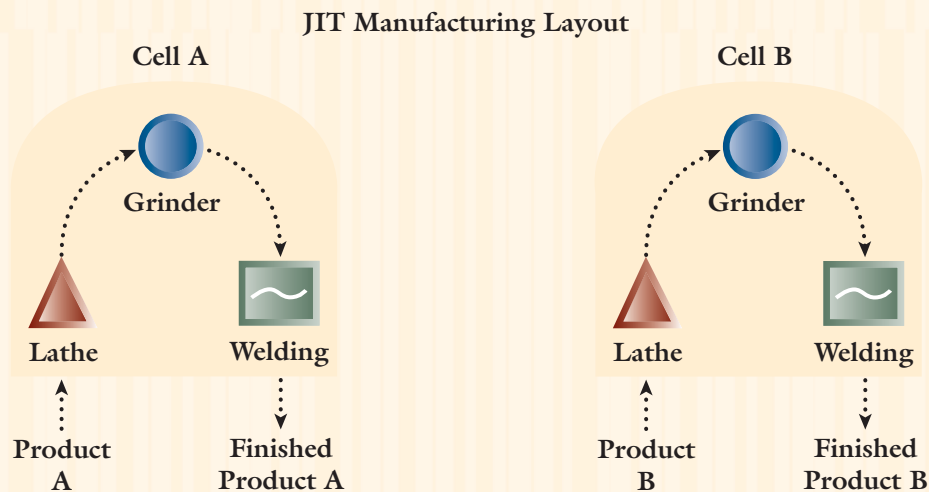 JIT Manufacturing Layout
Cell A
Grinder
Lathe
Welding
Product
A
Finished
Product A
Cell B
Grinder
Lathe
Welding
Product
B
Finished
Product B